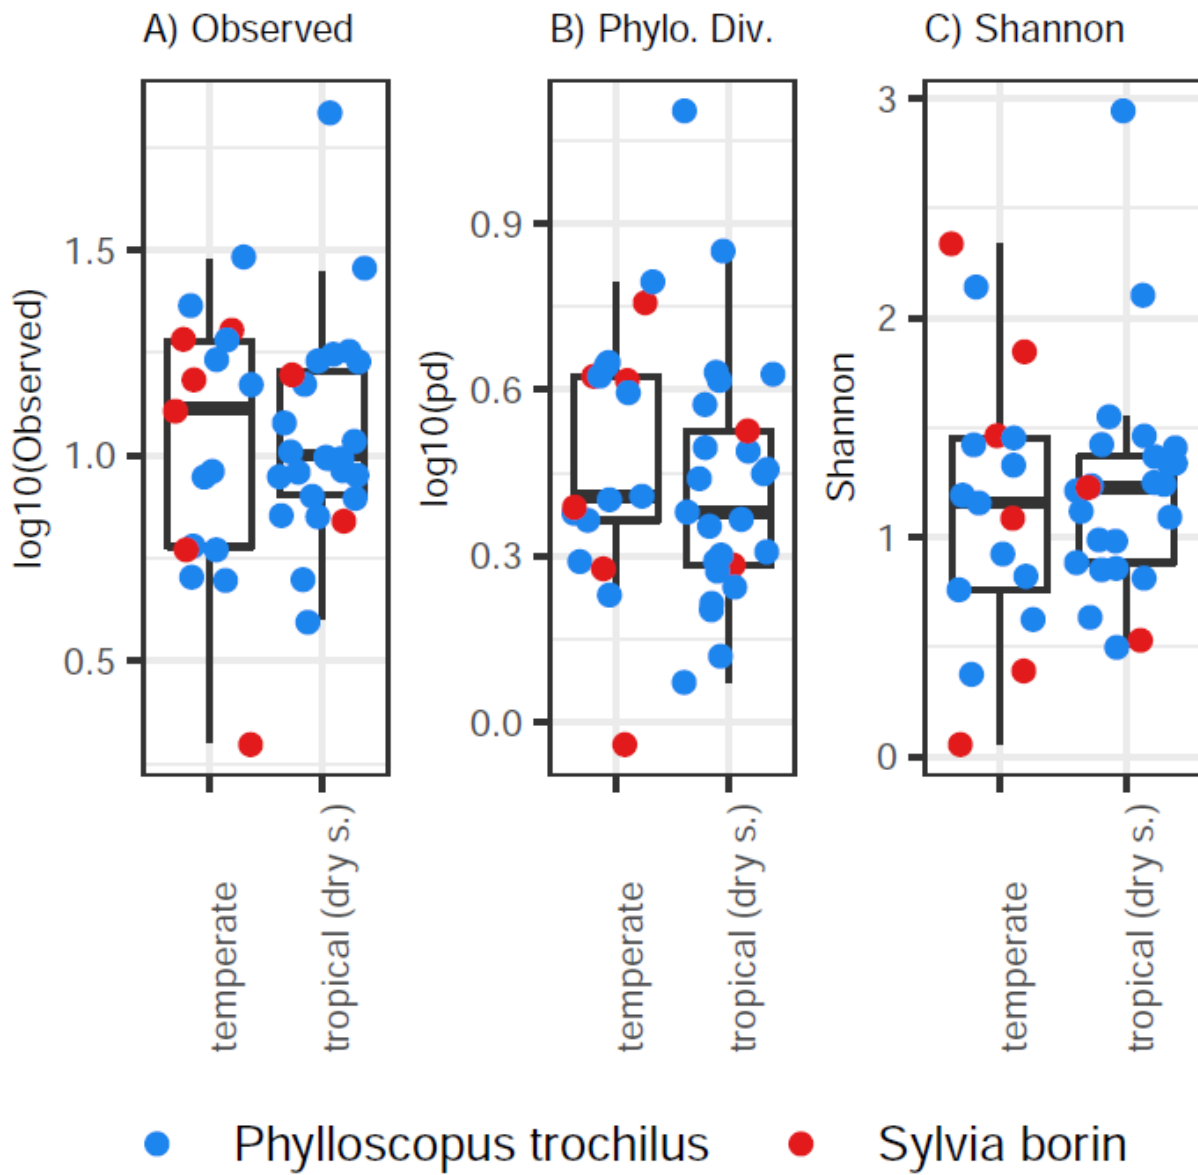 A) Observed
B) Phylo. Div.
C) Shannon
log10(Observed)
1.5
1.0
0.5
log10(pd)
0.9
0.6
0.3
0.0
Shannon
3
2
1
0
temperate
tropical (dry s.)
temperate
tropical (dry s.)
temperate
tropical (dry s.)
Phylloscopus trochilus
Sylvia borin